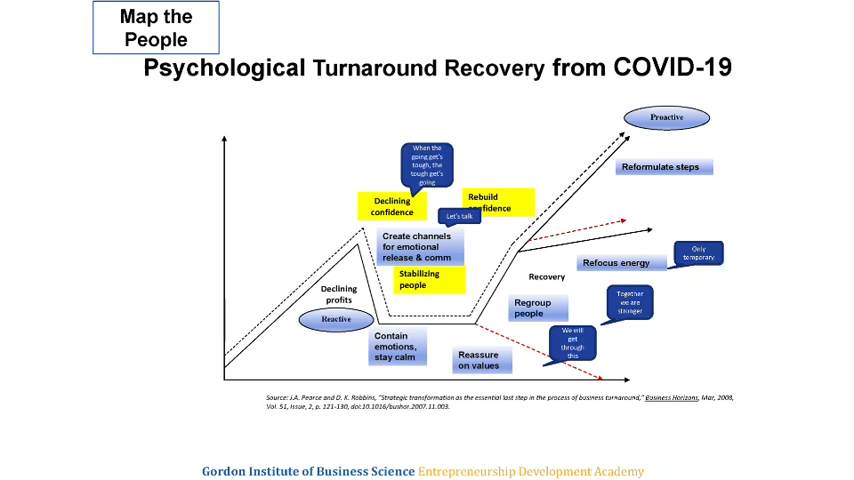 Map the
People
Psychological Turnaround Recovery from COVID-19
Proactive
When the
going get's
tough, the
tough get's
going
Reformulate steps
Declining
confidence
Rebuild
confidence
Let's talk
Create channels
for emotional
release & comm
Only
temporary
Refocus energy
Stabilizing
people
Recovery
Declining
profits
Together
we are
stronger
Regroup
people
Reactive
We will
get
through
this
Contain
emotions,
stay calm
Reassure
on values
Source: J.A. Pearce and D. K. Robbins, "Strategic transformation as the essential last step in the process of business turnaround," Business Horizons, Mar, 2008,
Vol. 51, Issue, 2, p. 121-130, doi:10.1016/bushor.2007.11.003.
Gordon Institute of Business Science Entrepreneurship Development Academy